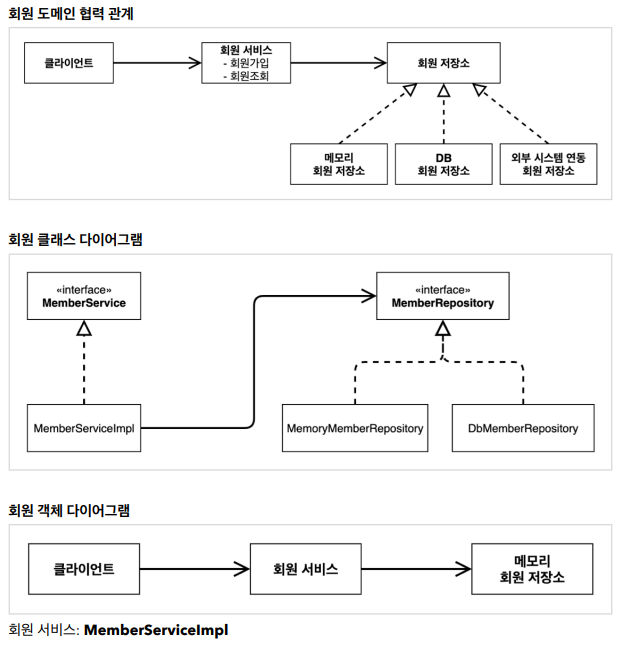 회원 도메인 협력 관계
클라이언트
회원 서비스
- 회원가입
- 회원조회
회원 저장소
메모리
회원 저장소
DB
회원 저장소
외부 시스템 연동
회원 저장소
회원 클래스 다이어그램
«interface»
MemberService
«interface»
MemberRepository
MemberServiceImpl
MemoryMemberRepository
DbMemberRepository
회원 객체 다이어그램
클라이언트
회원 서비스
메모리
회원 저장소
회원 서비스: MemberServiceImpl